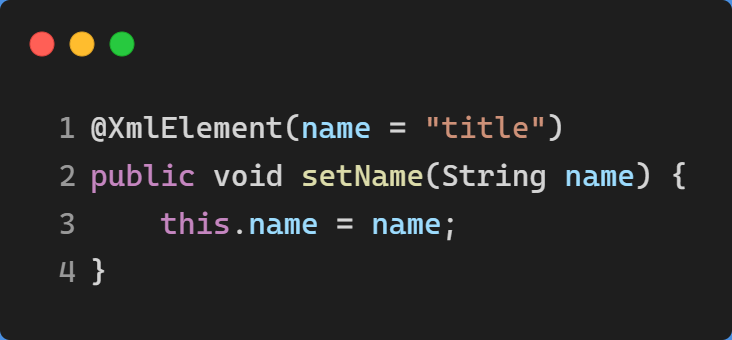 1 @XmlElement(name = "title")
2 public void setName(String name) {
3     this.name = name;
4 }